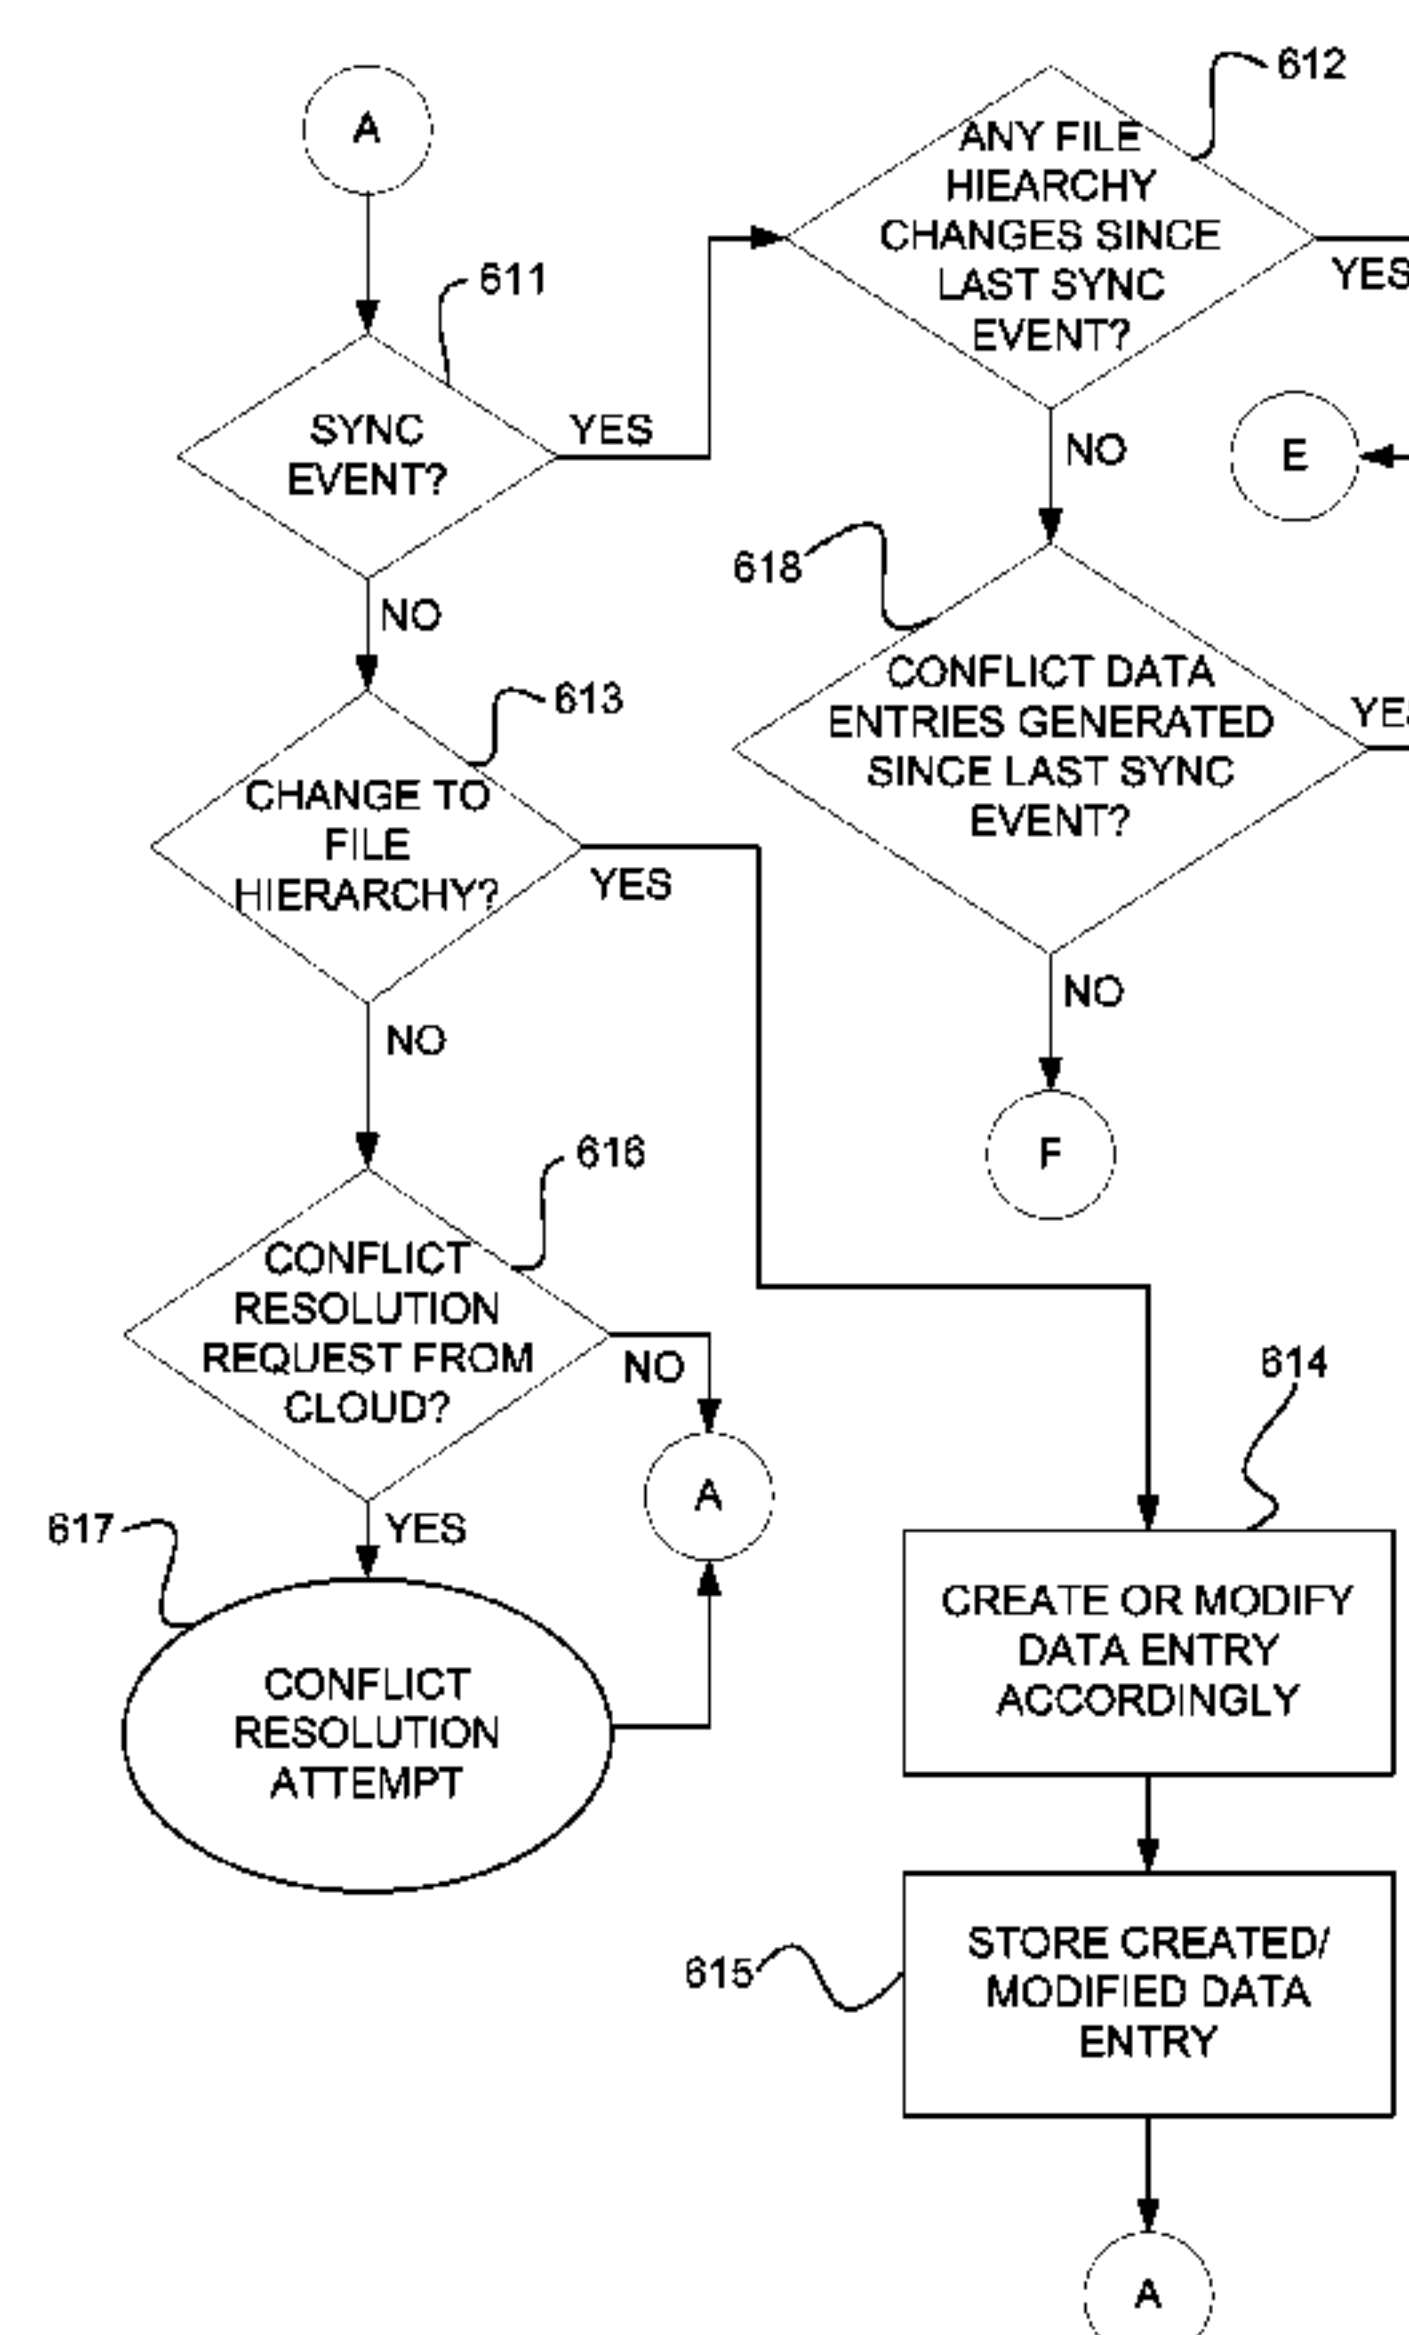 A
612
ANY FILE
HIEARCHY
CHANGES SINCE
LAST SYNC
EVENT?
YES
611
SYNC
EVENT?
YES
NO
E
618
CONFLICT DATA
ENTRIES GENERATED
SINCE LAST SYNC
EVENT?
NO
613
CHANGE TO
FILE
HIERARCHY?
YES
NO
NO
F
616
CONFLICT
RESOLUTION
REQUEST FROM
CLOUD?
NO
A
YES
617
CONFLICT
RESOLUTION
ATTEMPT
614
CREATE OR MODIFY
DATA ENTRY
ACCORDINGLY
615
STORE CREATED/
MODIFIED DATA
ENTRY
A